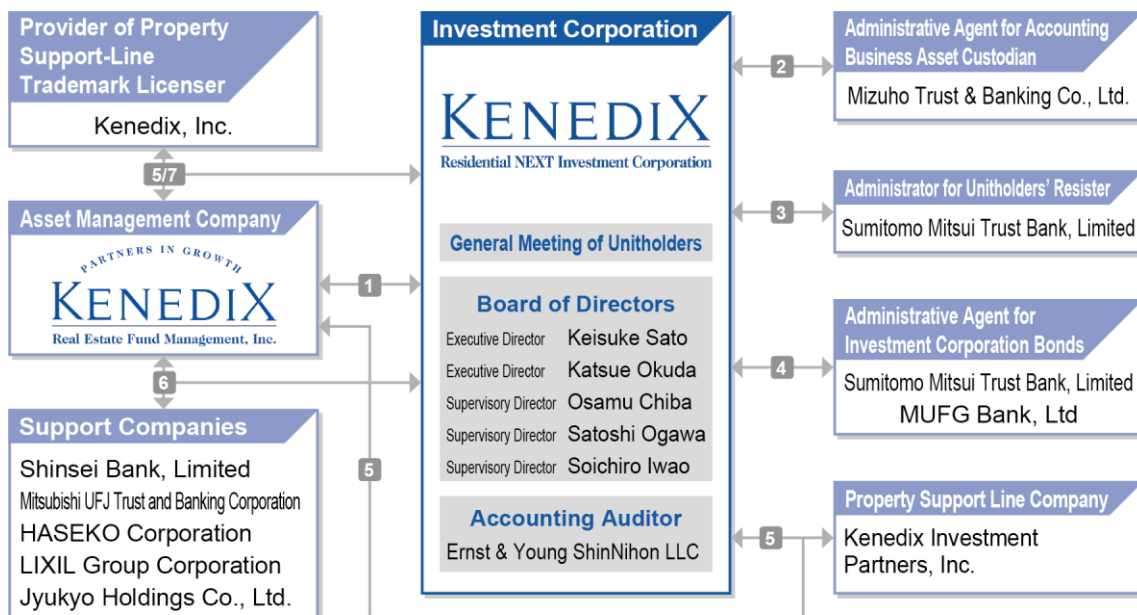 Provider of Property
Support-Line
Trademark Licenser
Kenedix, Inc.
5/7
Asset Management Company
PARTNERS IN GROWTH
KENEDIX
Real Estate Fund Management, Inc.
1
6
Support Companies
Shinsei Bank, Limited
Mitsubishi UFJ Trust and Banking Corporation
HASEKO Corporation
LIXIL Group Corporation
Jyukyo Holdings Co., Ltd.
5
Investment Corporation
KENEDIX
Residential NEXT Investment Corporation
General Meeting of Unitholders
Board of Directors
Executive Director Keisuke Sato
Executive Director Katsue Okuda
Supervisory Director Osamu Chiba
Supervisory Director Satoshi Ogawa
Supervisory Director Soichiro Iwao
Accounting Auditor
Ernst & Young ShinNihon LLC
2
Administrative Agent for Accounting
Business Asset Custodian
Mizuho Trust & Banking Co., Ltd.
3
Administrator for Unitholders' Resister
Sumitomo Mitsui Trust Bank, Limited
4
Administrative Agent for
Investment Corporation Bonds
Sumitomo Mitsui Trust Bank, Limited
MUFG Bank, Ltd
5
Property Support Line Company
Kenedix Investment
Partners, Inc.